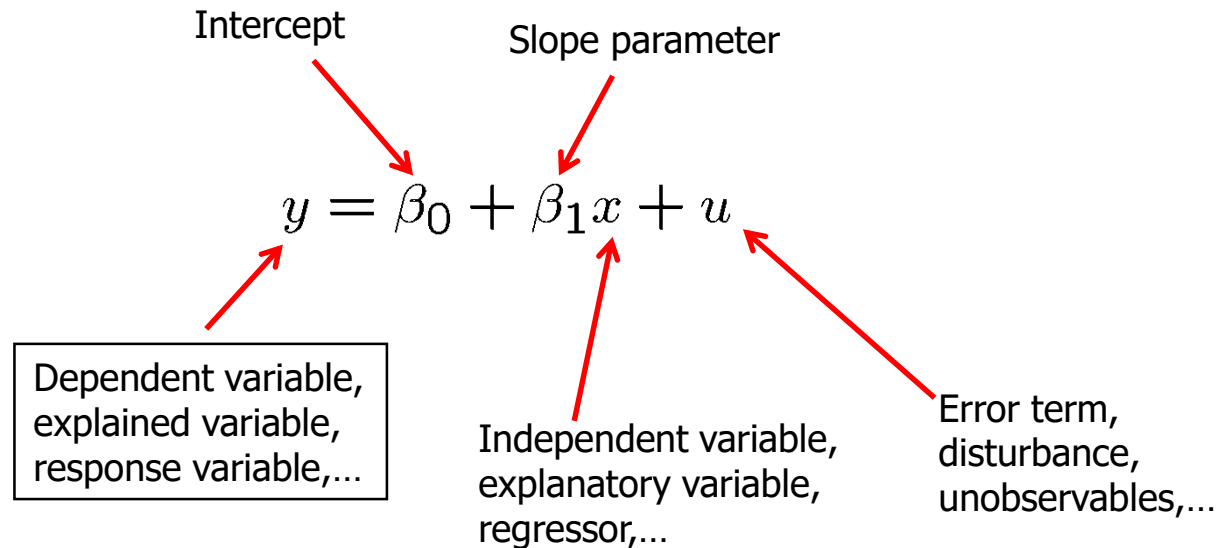 Intercept
Slope parameter
y = β₀ + β₁x + u
Dependent variable,
explained variable,
response variable,…
Independent variable,
explanatory variable,
regressor,…
Error term,
disturbance,
unobservables,…